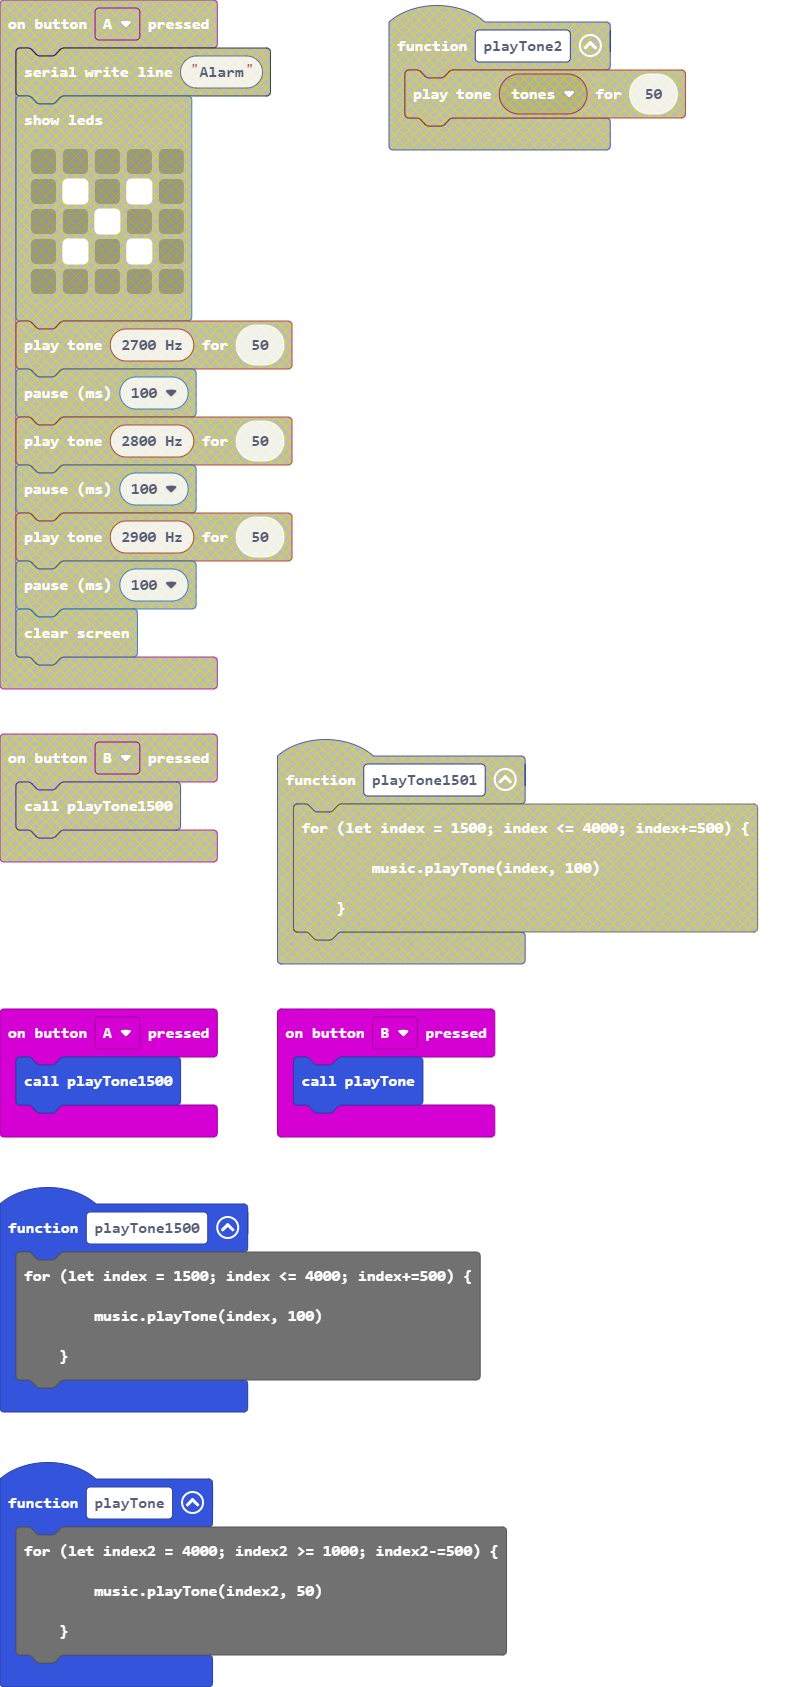 on button A pressed
serial write line "Alarm"
show leds
play tone 2700 Hz for 50
pause (ms) 100
play tone 2800 Hz for 50
pause (ms) 100
play tone 2900 Hz for 50
pause (ms) 100
clear screen
function playTone2
play tone tones for 50
on button B pressed
call playTone1500
function playTone1501
for (let index = 1500; index <= 4000; index+=500) {
music.playTone(index, 100)
}
on button A pressed
call playTone1500
on button B pressed
call playTone
function playTone1500
for (let index = 1500; index <= 4000; index+=500) {
music.playTone(index, 100)
}
function playTone
for (let index2 = 4000; index2 >= 1000; index2-=500) {
music.playTone(index2, 50)
}